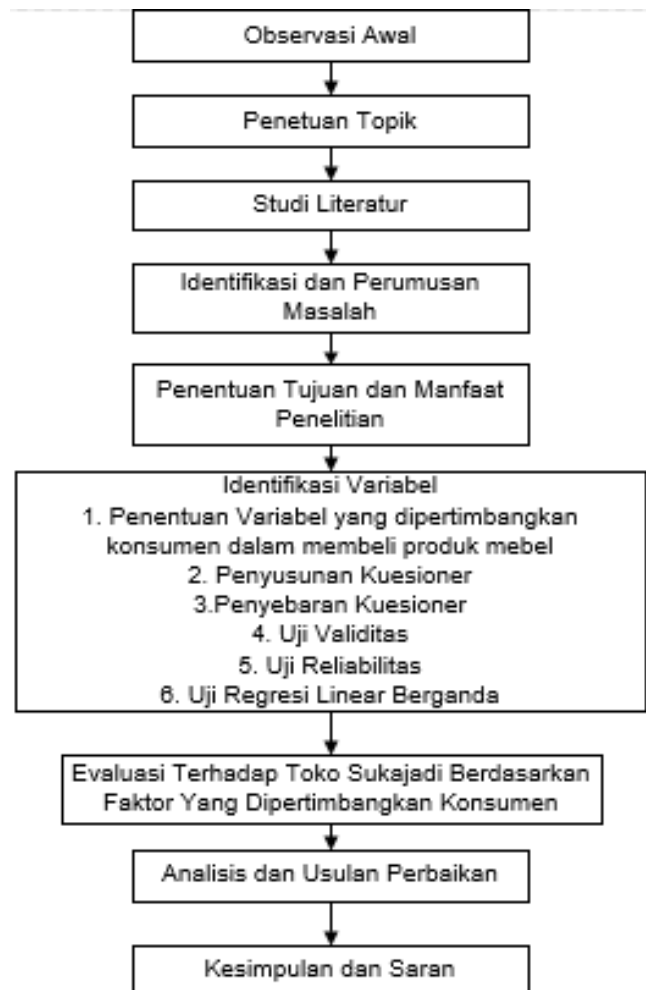 Observasi Awal
Penetuan Topik
Studi Literatur
Identifikasi dan Perumusan
Masalah
Penentuan Tujuan dan Manfaat
Penelitian
Identifikasi Variabel
1. Penentuan Variabel yang dipertimbangkan
konsumen dalam membeli produk mebel
2. Penyusunan Kuesioner
3.Penyebaran Kuesioner
4. Uji Validitas
5. Uji Reliabilitas
6. Uji Regresi Linear Berganda
Evaluasi Terhadap Toko Sukajadi Berdasarkan
Faktor Yang Dipertimbangkan Konsumen
Analisis dan Usulan Perbaikan
Kesimpulan dan Saran